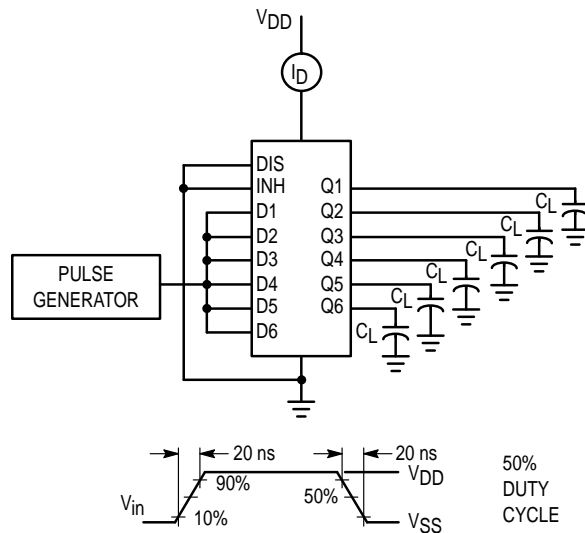 VDD
ID
DIS
INH
D1
D2
D3
D4
D5
D6
Q1
Q2
Q3
Q4
Q5
Q6
CL
CL
CL
CL
CL
CL
PULSE
GENERATOR
20 ns
20 ns
90%
50%
10%
Vin
VDD
VSS
50%
DUTY
CYCLE